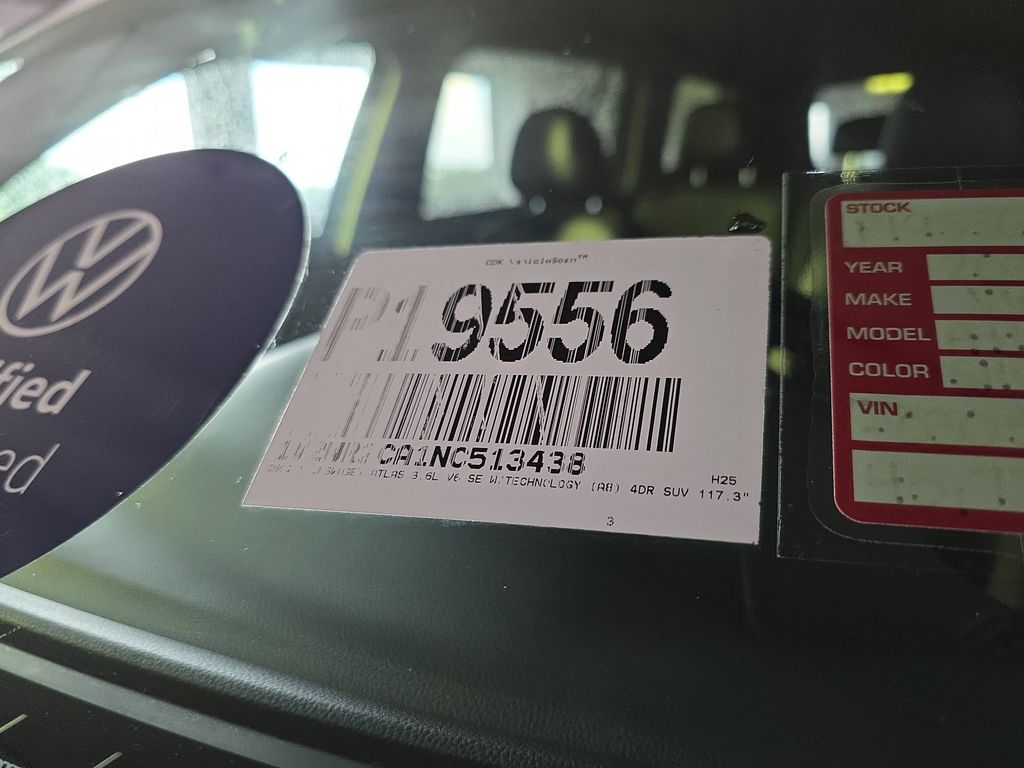 ified
ed
CDK VehicleScan™
P19556
CA1NC513438
ATLAS 3.6L V6 SE W/TECHNOLOGY (A8) 4DR SUV 117.3"
H25
3
STOCK
YEAR
MAKE
MODEL
COLOR
VIN